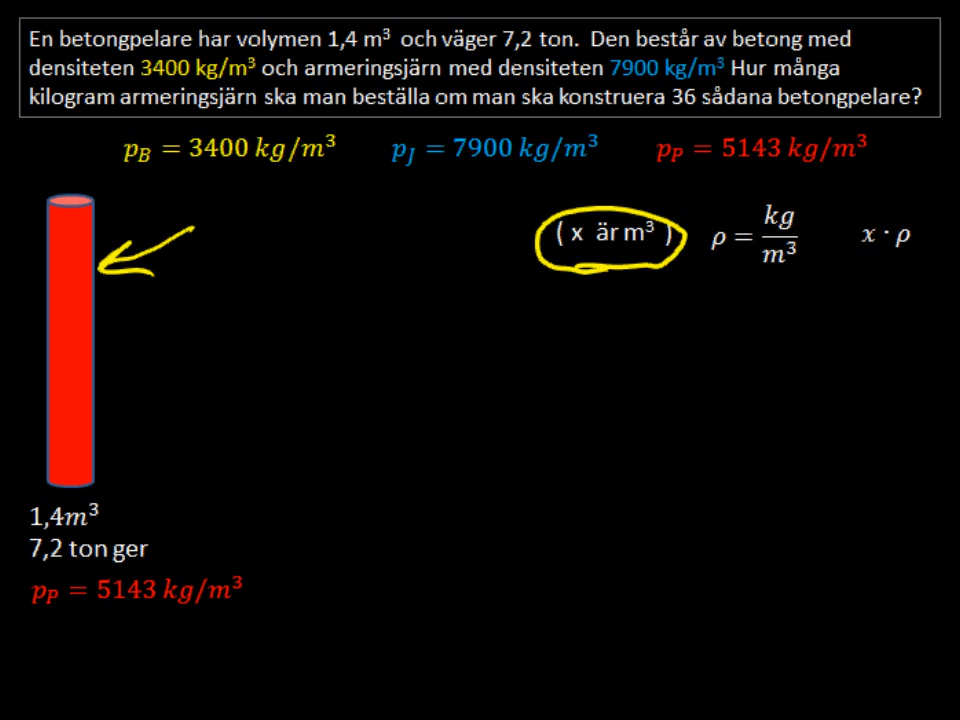 En betongpelare har volymen 1,4 m³ och väger 7,2 ton. Den består av betong med
densiteten 3400 kg/m³ och armeringsjärn med densiteten 7900 kg/m³ Hur många
kilogram armeringsjärn ska man beställa om man ska konstruera 36 sådana betongpelare?
p_B = 3400 kg/m³ p_J = 7900 kg/m³ p_P = 5143 kg/m³
( x är m³ ) ρ = kg/m³ x · ρ
1,4m³
7,2 ton ger
p_P = 5143 kg/m³